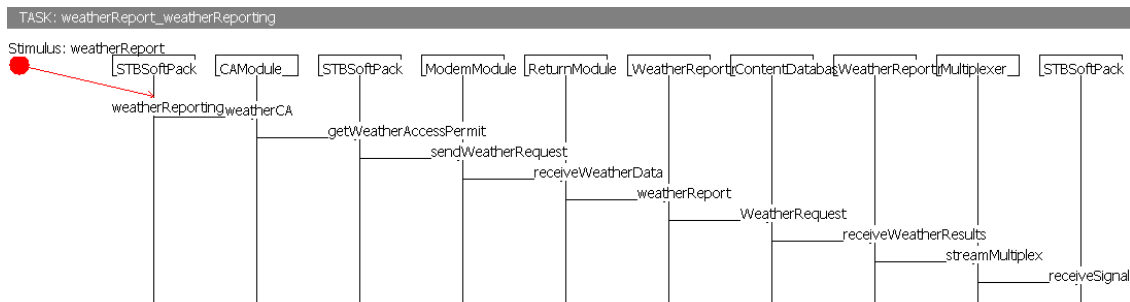 TASK: weatherReport_weatherReporting
Stimulus: weatherReport
STBSoftPack CAModule STBSoftPack ModemModule ReturnModule WeatherReport ContentDatabas WeatherReport Multiplexer STBSoftPack
weatherReporting weatherCA
getWeatherAccessPermit
sendWeatherRequest
receiveWeatherData
weatherReport
WeatherRequest
receiveWeatherResults
streamMultiplex
receiveSignal